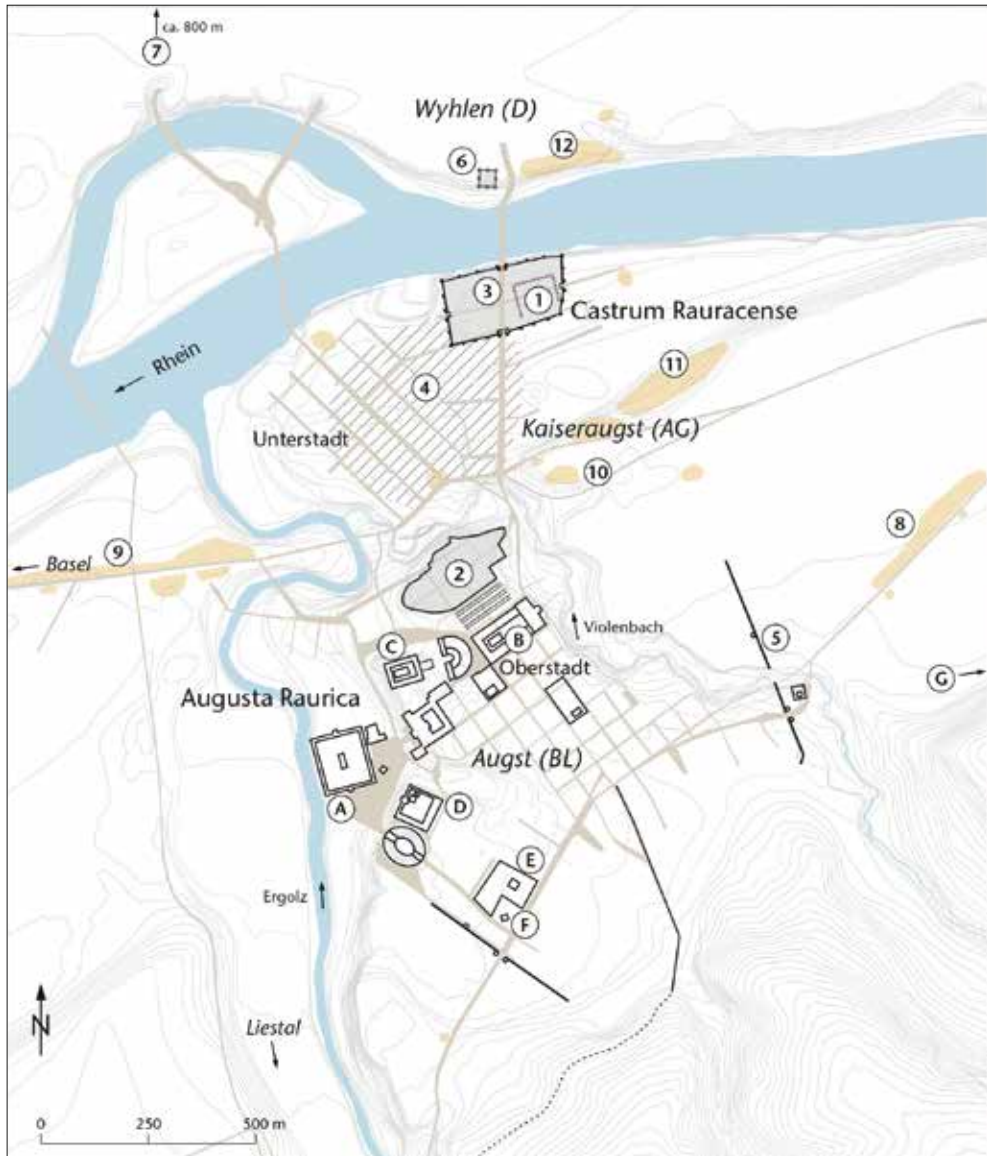 ca. 800 m
7
Wyhlen (D)
12
6
3
1
Castrum Rauracense
Rhein
11
4
Kaiseraugst (AG)
Unterstadt
10
8
9
Basel
2
Violenbach
5
C
B
Oberstadt
G
Augusta Raurica
Augst (BL)
A
D
E
Ergolz
F
N
Liestal
0 250 500 m